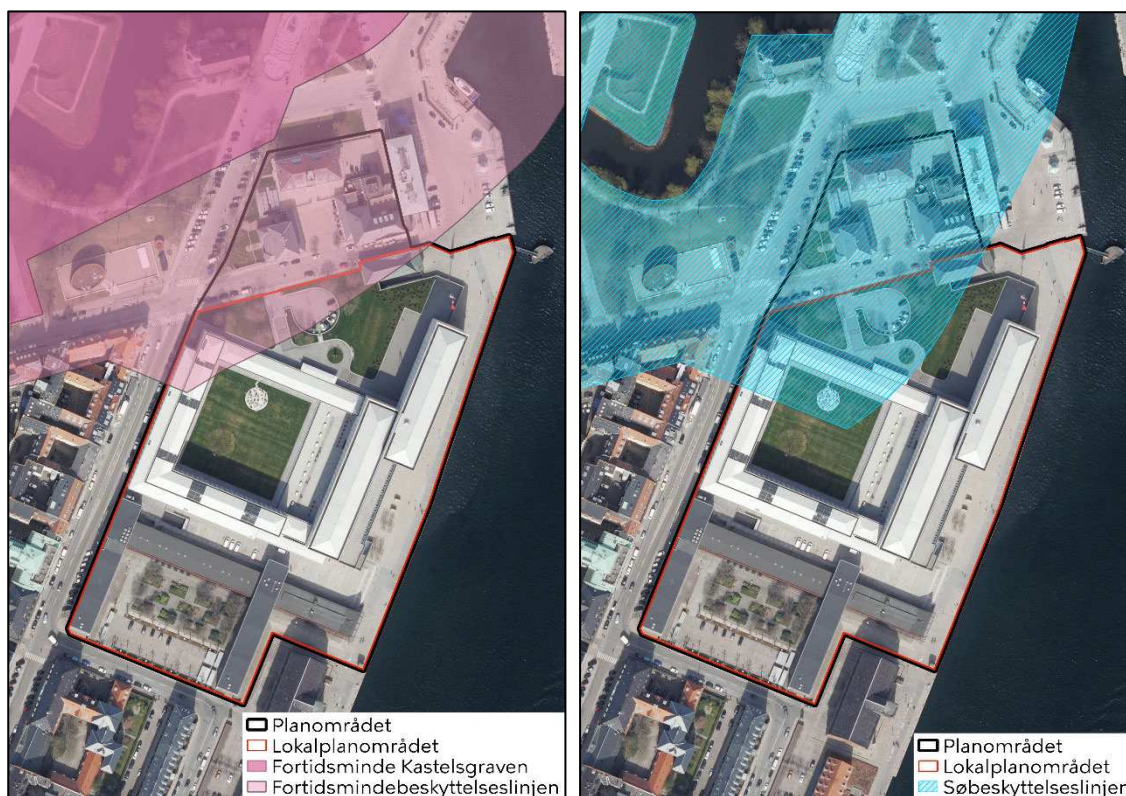 Planområdet
Lokalplanområdet
Fortidsminde Kastelsgraven
Fortidsmindebeskyttelseslinjen
Planområdet
Lokalplanområdet
Søbeskyttelseslinjen